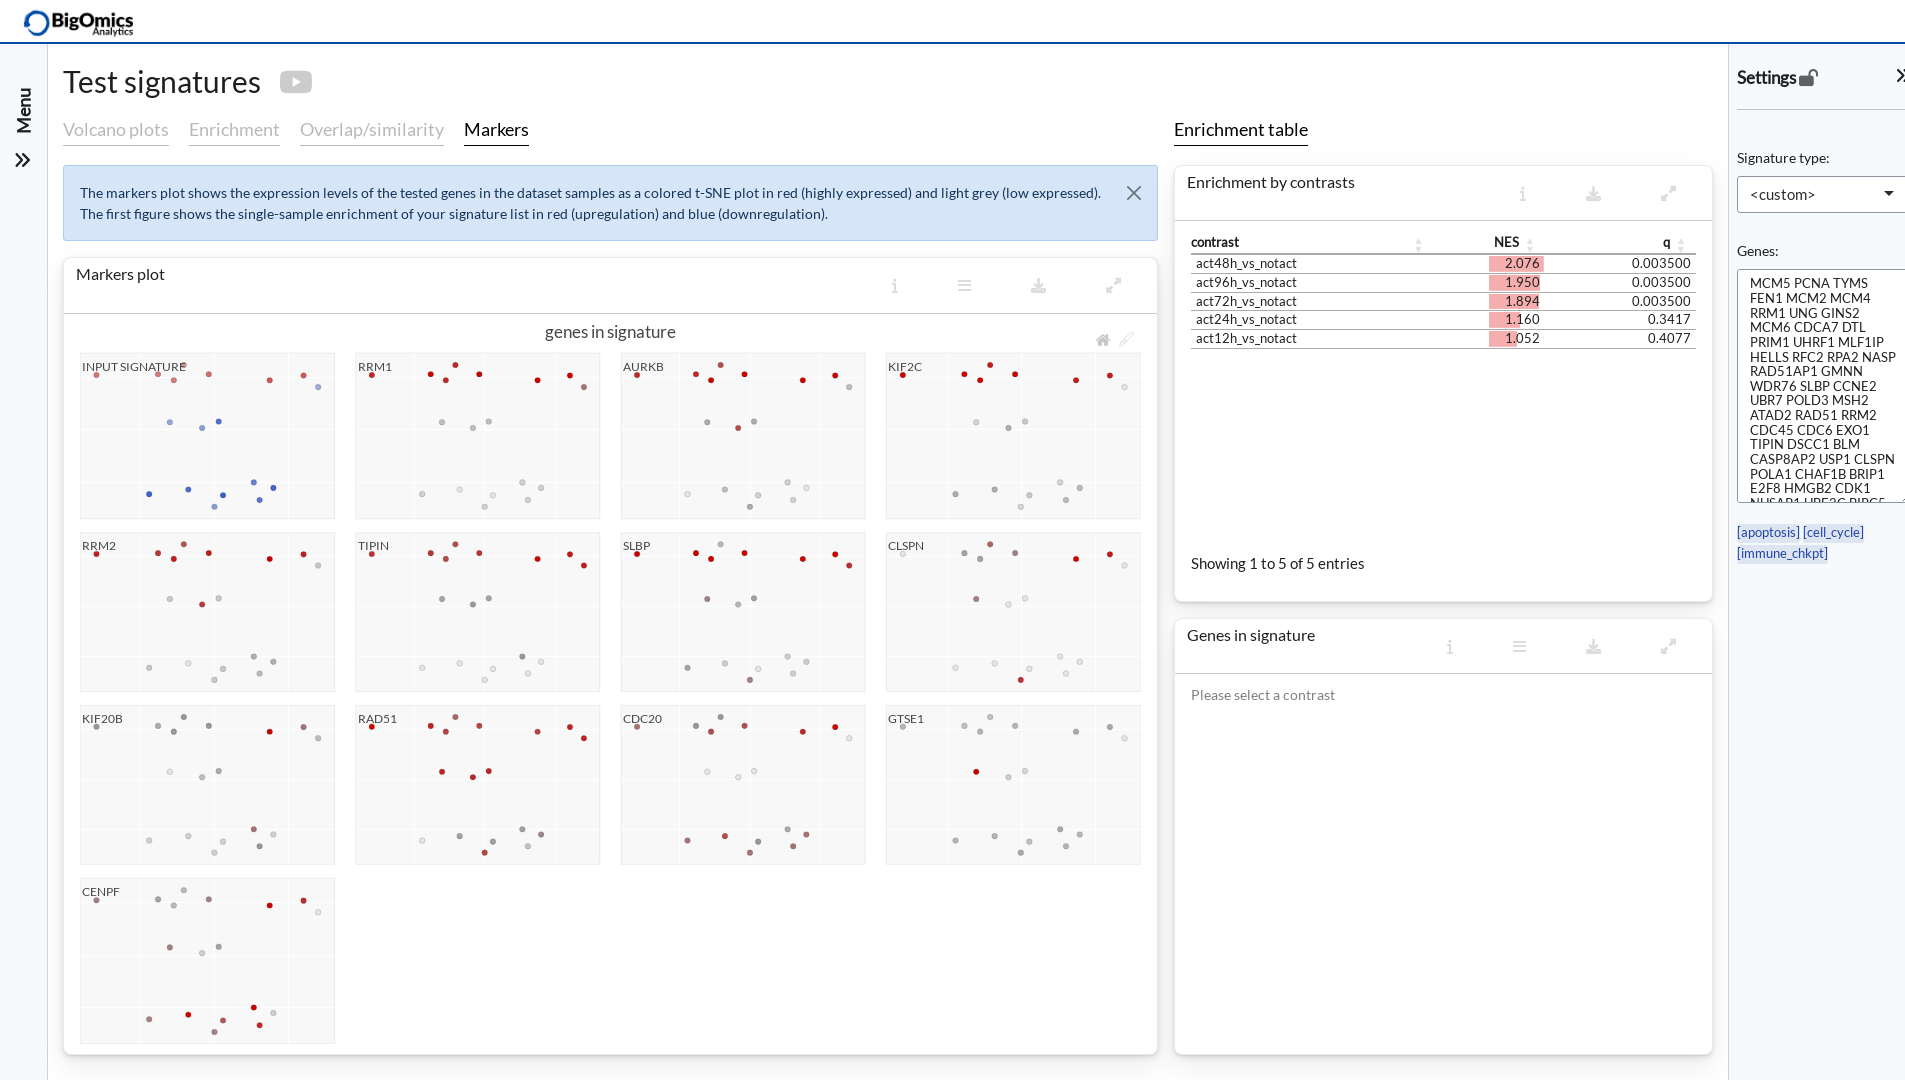 BigOmics
Analytics
Menu
Test signatures
Volcano plots Enrichment Overlap/similarity Markers
The markers plot shows the expression levels of the tested genes in the dataset samples as a colored t-SNE plot in red (highly expressed) and light grey (low expressed).
The first figure shows the single-sample enrichment of your signature list in red (upregulation) and blue (downregulation).
Markers plot
genes in signature
INPUT SIGNATURE RRM1 AURKB KIF2C
RRM2 TIPIN SLBP CLSPN
KIF20B RAD51 CDC20 GTSE1
CENPF
Enrichment table
Enrichment by contrasts
contrast NES q
act48h_vs_notact 2.076 0.003500
act96h_vs_notact 1.950 0.003500
act72h_vs_notact 1.894 0.003500
act24h_vs_notact 1.160 0.3417
act12h_vs_notact 1.052 0.4077
Showing 1 to 5 of 5 entries
Genes in signature
Please select a contrast
Settings
Signature type:
<custom>
Genes:
MCM5 PCNA TYMS
FEN1 MCM2 MCM4
RRM1 UNG GINS2
MCM6 CDCA7 DTL
PRIM1 UHRF1 MLF1IP
HELLS RFC2 RPA2 NASP
RAD51AP1 GMNN
WDR76 SLBP CCNE2
UBR7 POLD3 MSH2
ATAD2 RAD51 RRM2
CDC45 CDC6 EXO1
TIPIN DSCC1 BLM
CASP8AP2 USP1 CLSPN
POLA1 CHAF1B BRIP1
E2F8 HMGB2 CDK1
[apoptosis] [cell_cycle]
[immune_chkpt]